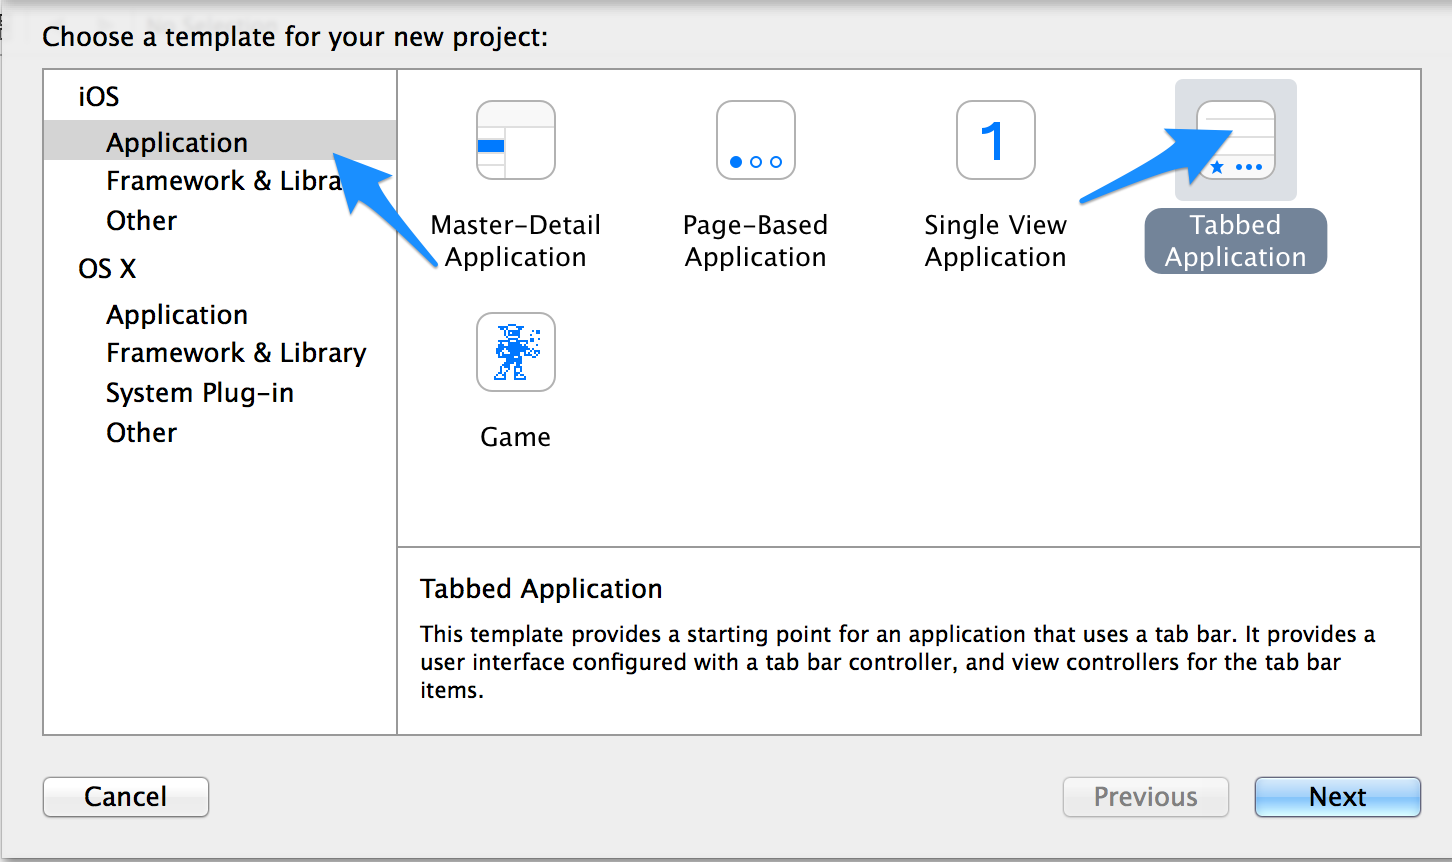 Choose a template for your new project:
iOS
Application
Framework & Libra
Other
OS X
Application
Framework & Library
System Plug-in
Other
Master-Detail
Application
Page-Based
Application
1
Single View
Application
Tabbed
Application
Game
Tabbed Application
This template provides a starting point for an application that uses a tab bar. It provides a
user interface configured with a tab bar controller, and view controllers for the tab bar
items.
Cancel
Previous
Next